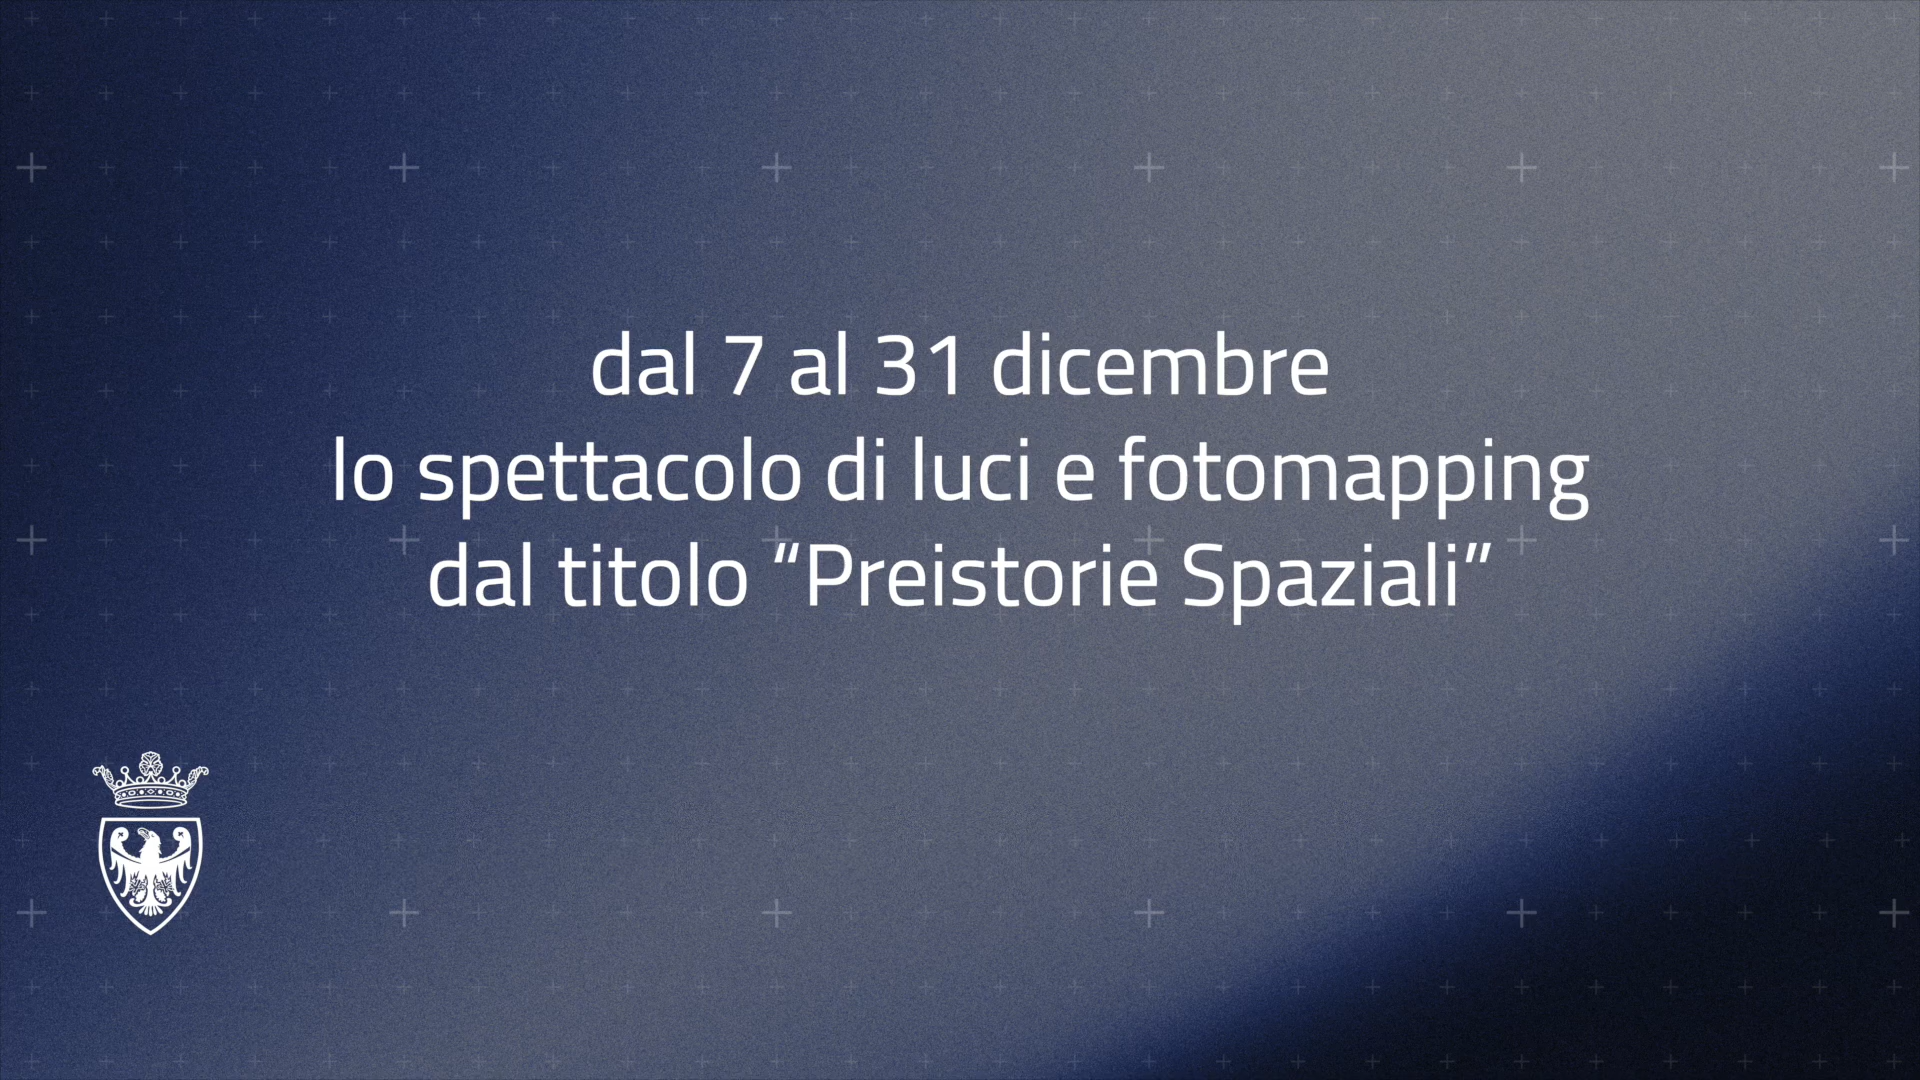 dal 7 al 31 dicembre
lo spettacolo di luci e fotomapping
dal titolo “Preistorie Spaziali”